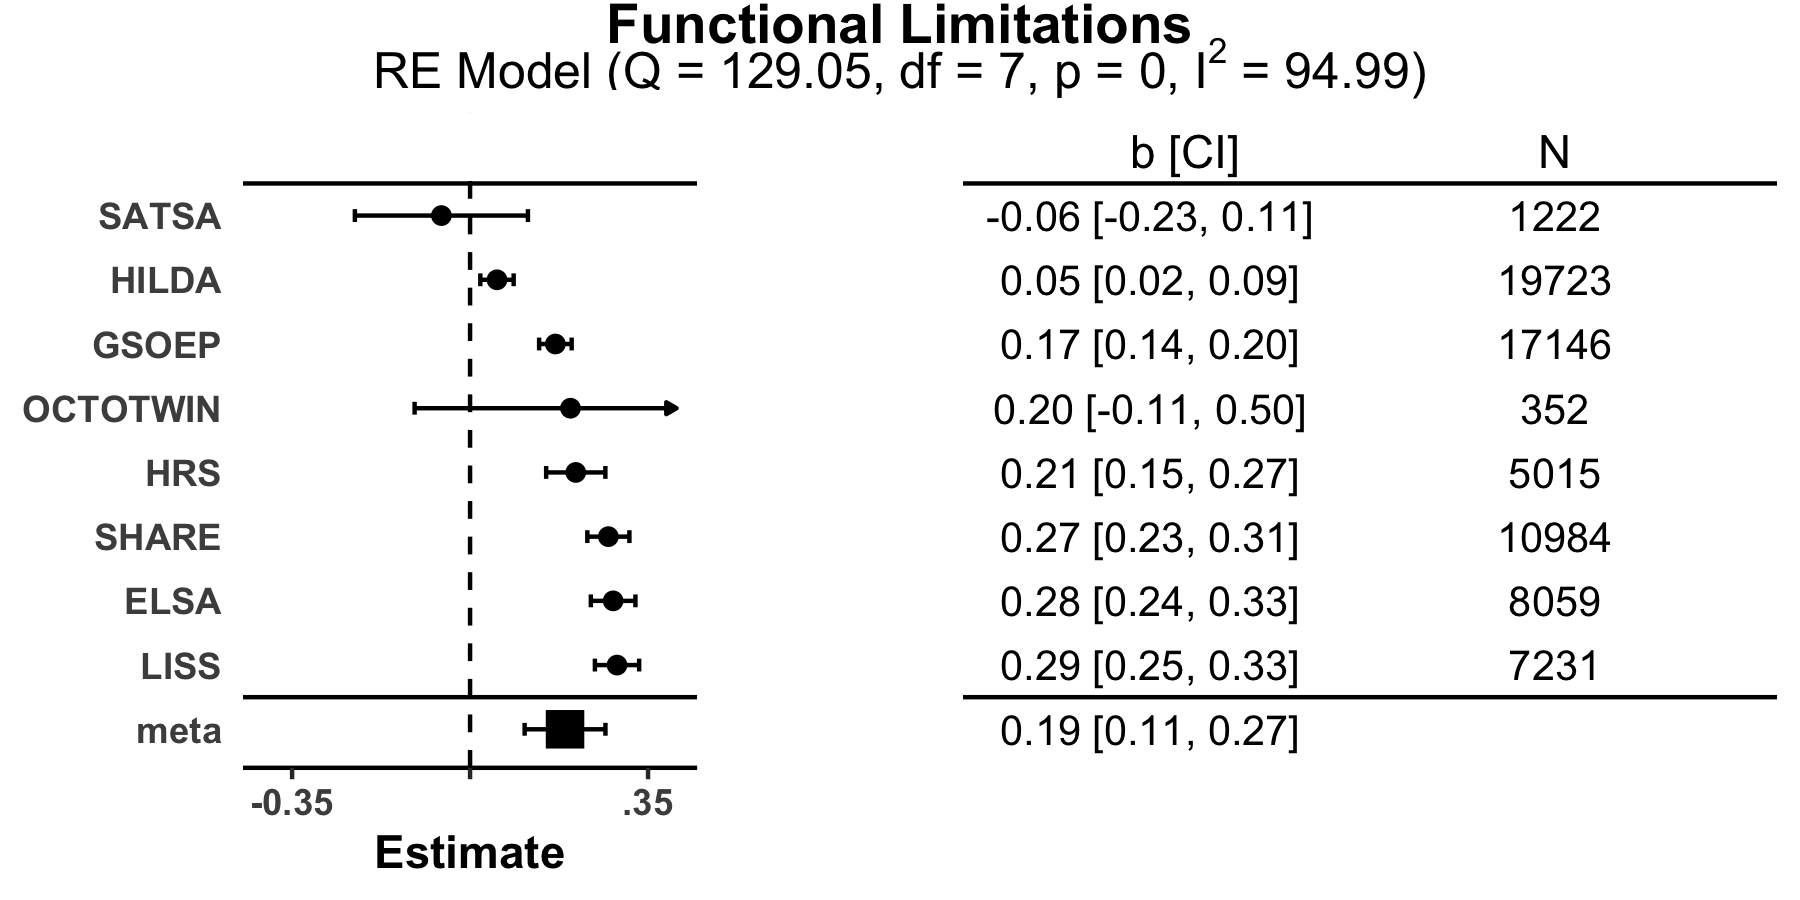 Functional Limitations
RE Model (Q = 129.05, df = 7, p = 0, I² = 94.99)
b [CI] N
SATSA -0.06 [-0.23, 0.11] 1222
HILDA 0.05 [0.02, 0.09] 19723
GSOEP 0.17 [0.14, 0.20] 17146
OCTOTWIN 0.20 [-0.11, 0.50] 352
HRS 0.21 [0.15, 0.27] 5015
SHARE 0.27 [0.23, 0.31] 10984
ELSA 0.28 [0.24, 0.33] 8059
LISS 0.29 [0.25, 0.33] 7231
meta 0.19 [0.11, 0.27]
-0.35 .35
Estimate